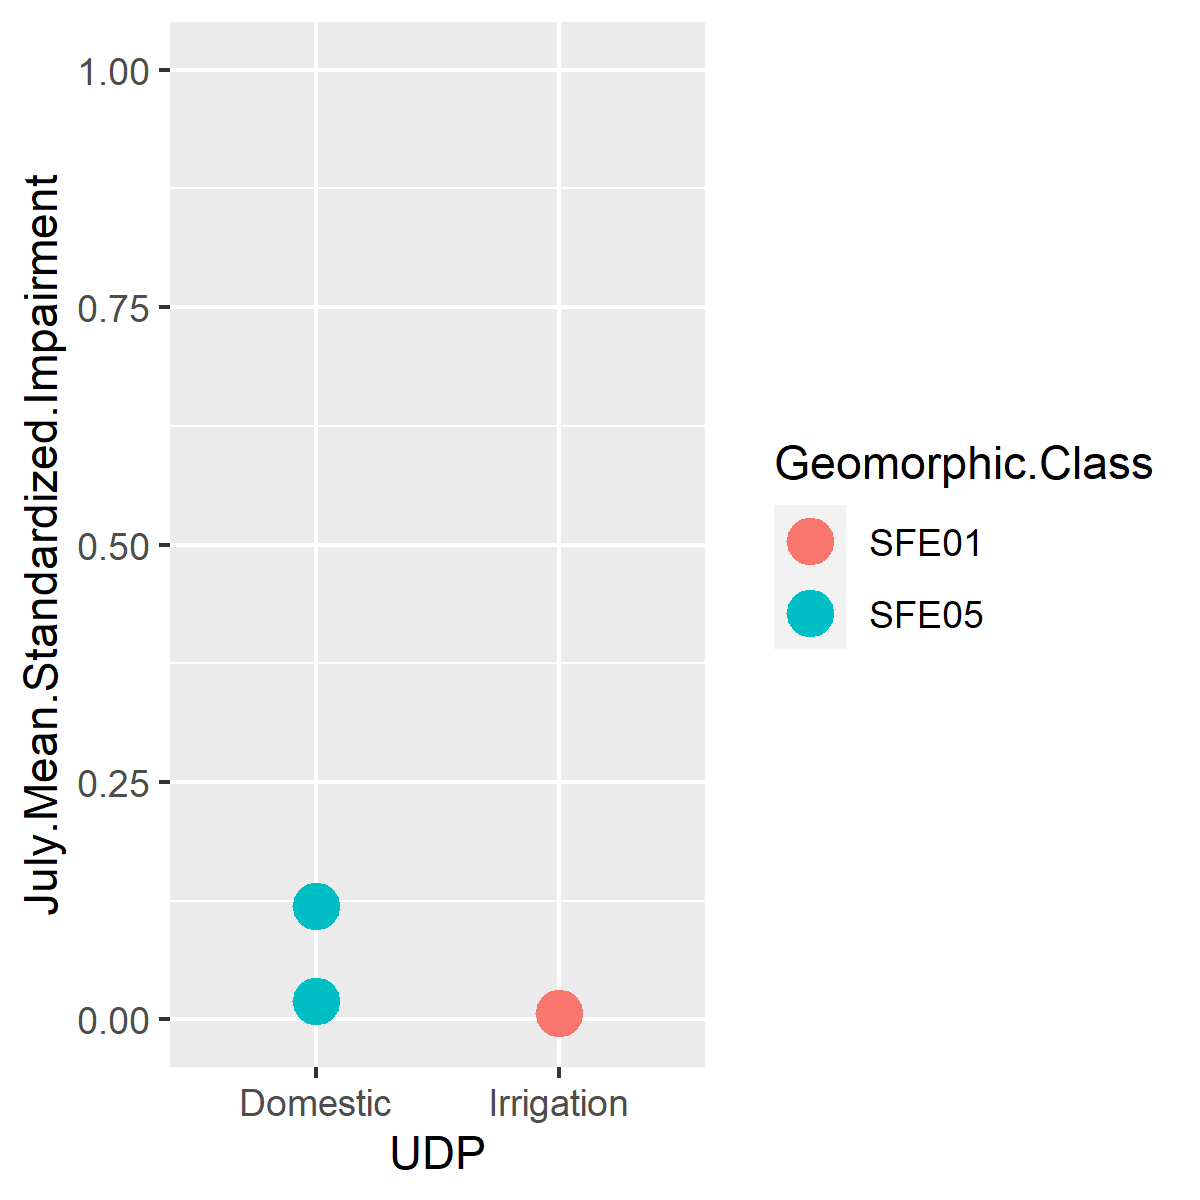 July.Mean.Standardized.Impairment
1.00
0.75
0.50
0.25
0.00
Domestic
Irrigation
UDP
Geomorphic.Class
SFE01
SFE05